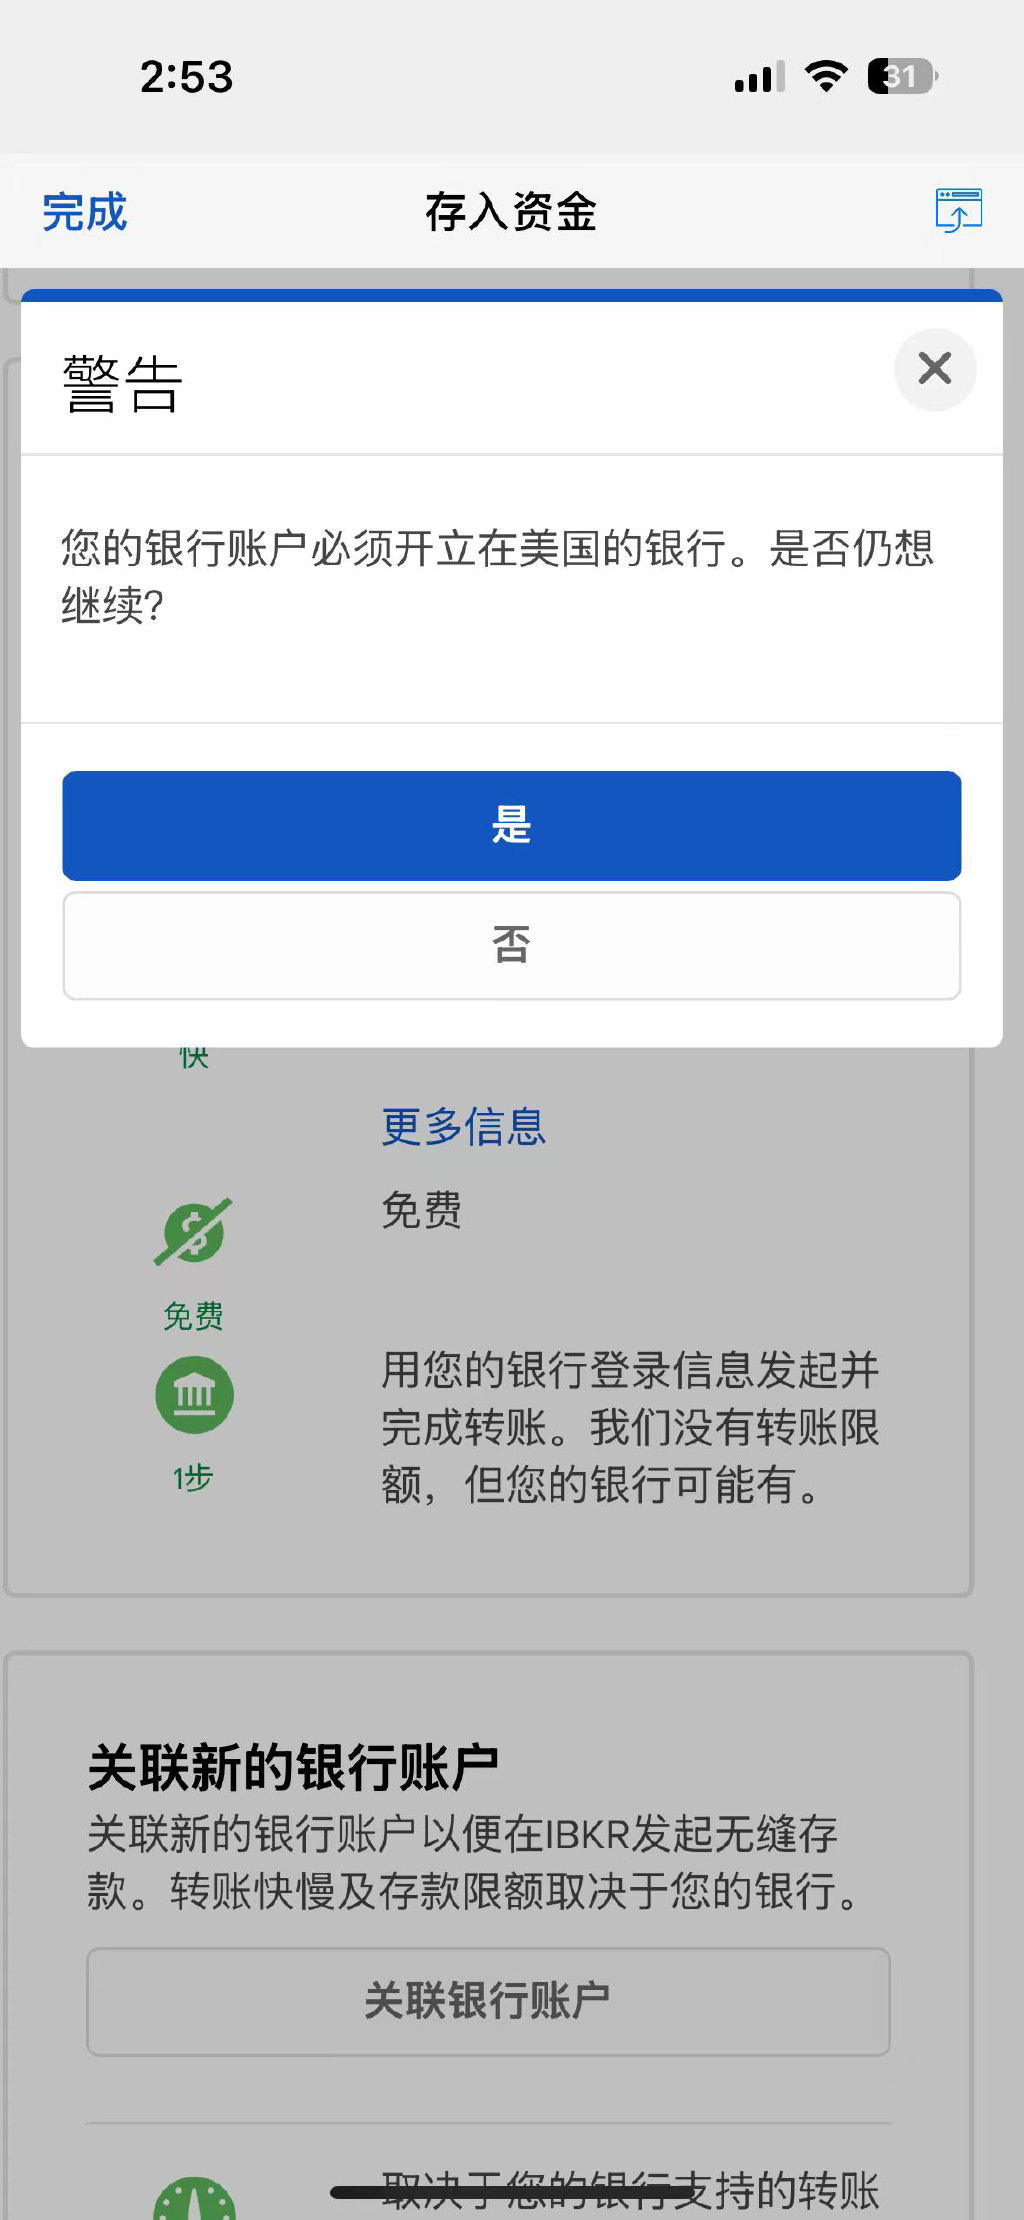 2:53
31
完成
存入资金
警告
您的银行账户必须开立在美国的银行。是否仍想
继续?
是
否
快
更多信息
免费
免费
用您的银行登录信息发起并
完成转账。我们没有转账限
额，但您的银行可能有。
1步
关联新的银行账户
关联新的银行账户以便在IBKR发起无缝存
款。转账快慢及存款限额取决于您的银行。
关联银行账户
取决于您的银行支持的转账